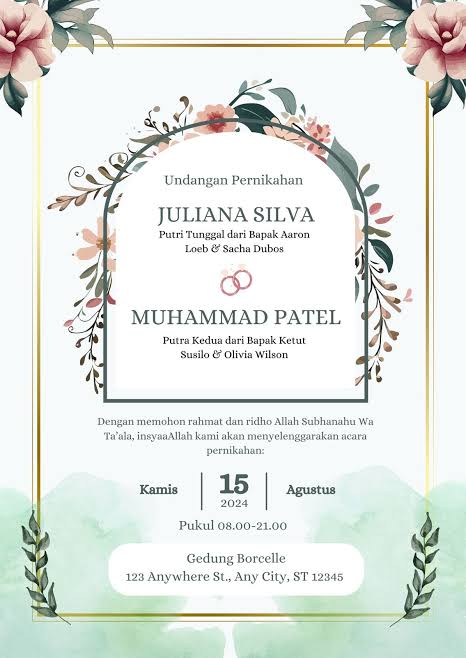 Undangan Pernikahan
JULIANA SILVA
Putri Tunggal dari Bapak Aaron
Loeb & Sacha Dubos
MUHAMMAD PATEL
Putra Kedua dari Bapak Ketut
Susilo & Olivia Wilson
Dengan memohon rahmat dan ridho Allah Subhanahu Wa
Ta'ala, insyaaAllah kami akan menyelenggarakan acara
pernikahan:
Kamis 15 Agustus
2024
Pukul 08.00-21.00
Gedung Borcelle
123 Anywhere St., Any City, ST 12345